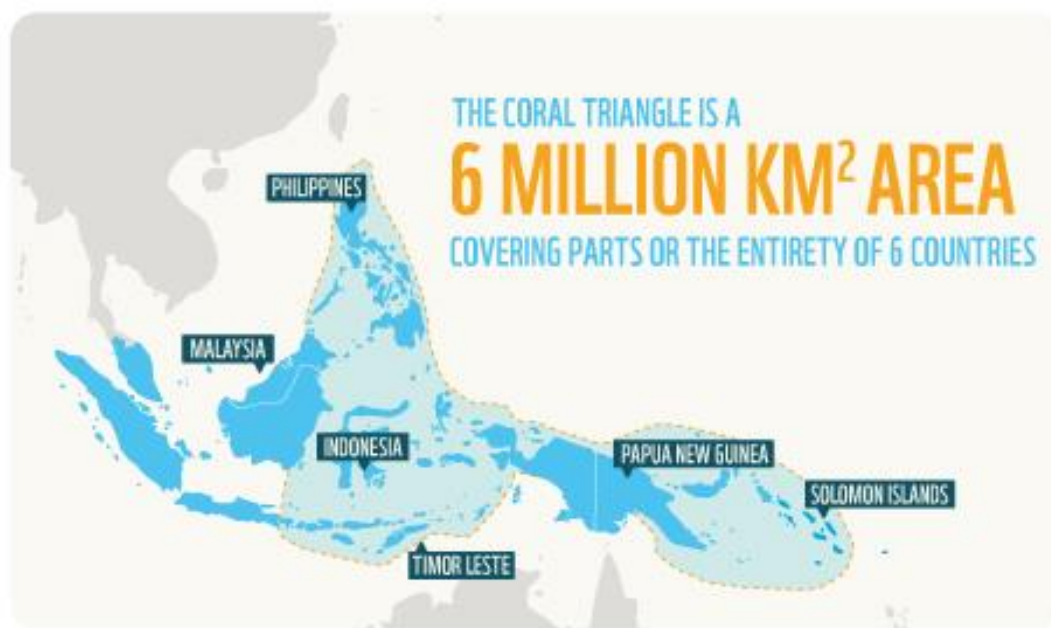 THE CORAL TRIANGLE IS A
6 MILLION KM² AREA
COVERING PARTS OR THE ENTIRETY OF 6 COUNTRIES
PHILIPPINES
MALAYSIA
INDONESIA
PAPUA NEW GUINEA
SOLOMON ISLANDS
TIMOR LESTE